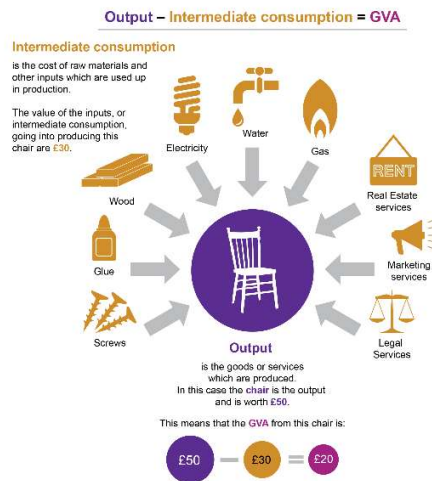 Output – Intermediate consumption = GVA
Intermediate consumption
is the cost of raw materials and
other inputs which are used up
in production.
The value of the inputs, or
intermediate consumption,
going into producing this
chair are £30.
Electricity
Water
Gas
Wood
RENT
Real Estate
services
Glue
Marketing
services
Screws
Legal
Services
Output
is the goods or services
which are produced.
In this case the chair is the output
and is worth £50.
This means that the GVA from this chair is:
£50 – £30 = £20